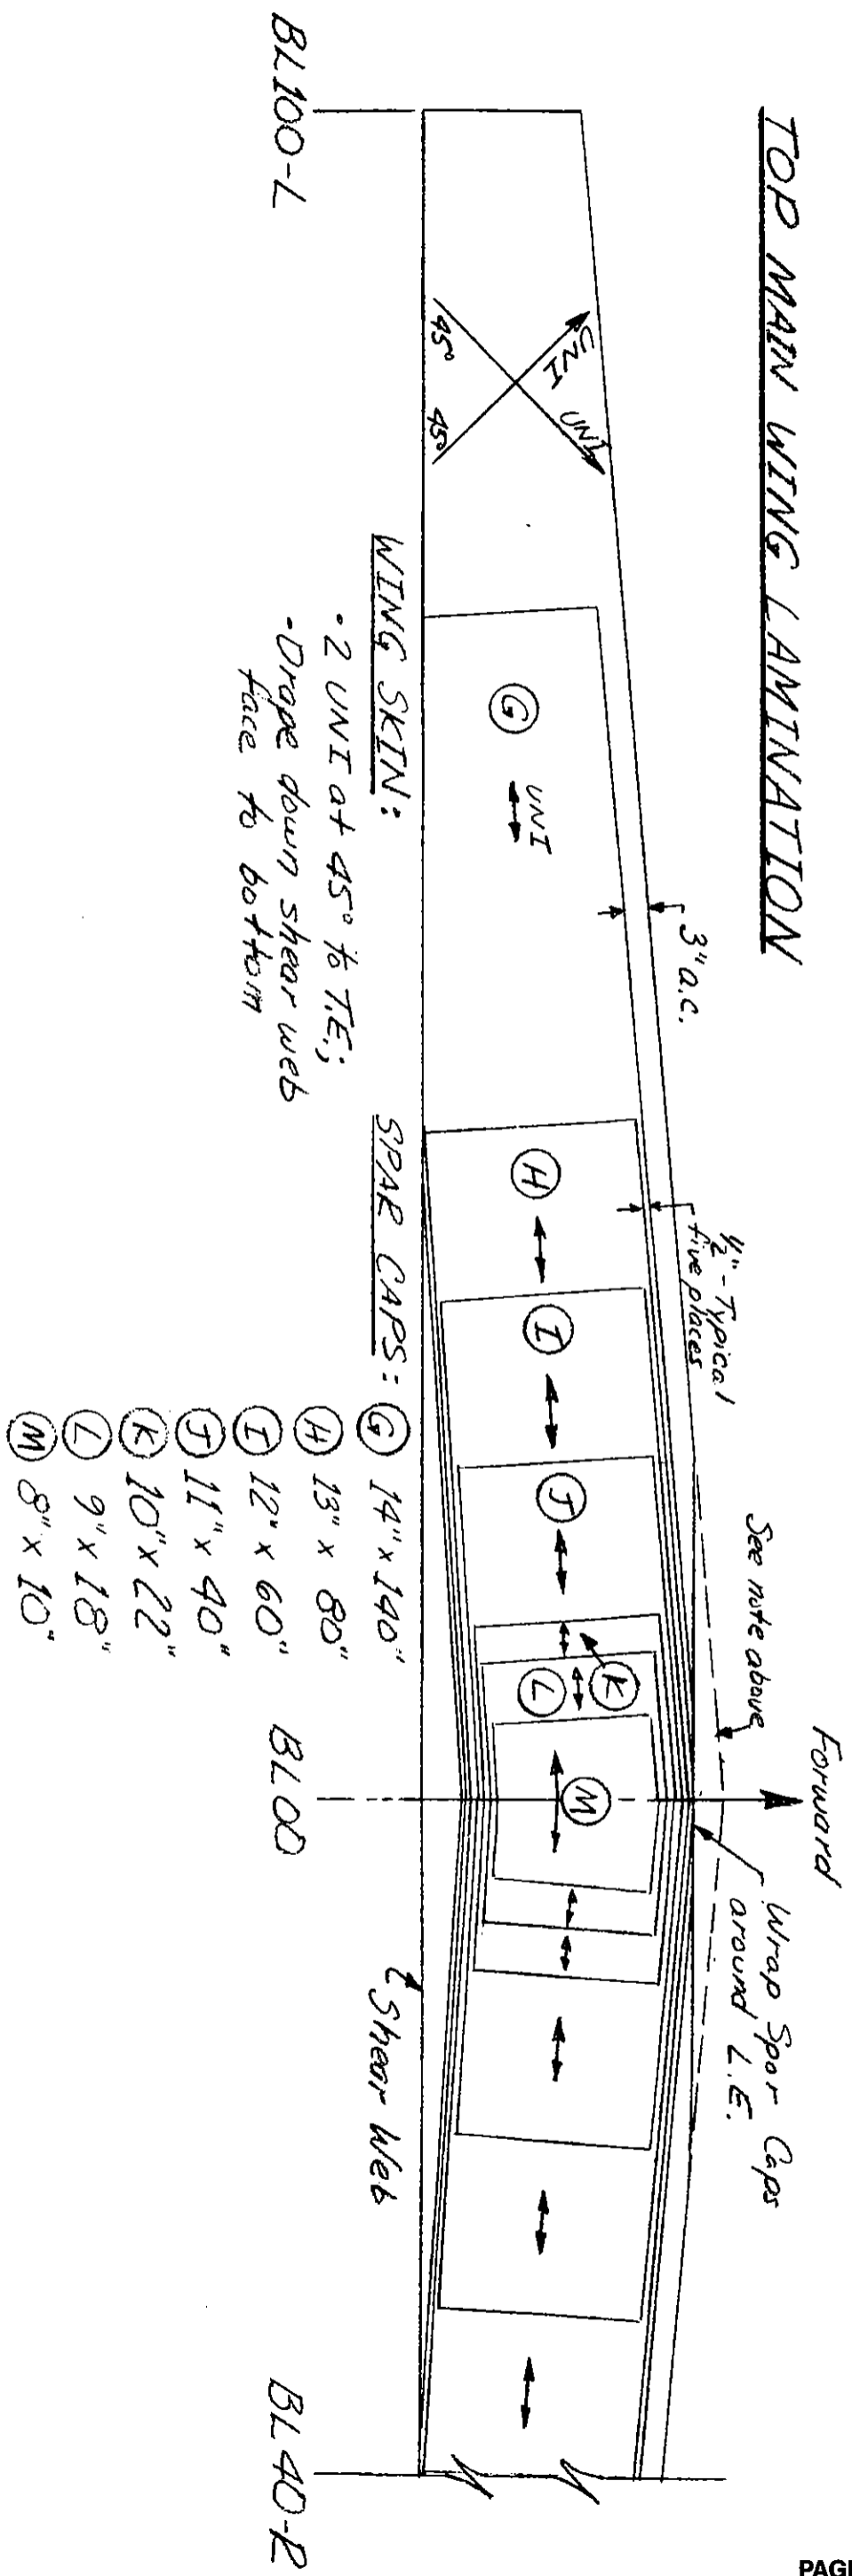 TOP MAIN WING LAMINATION
Forward
See note above
Wrap Spar Caps
around L.E.
1/2" - Typical
five places
3" a.c.
UNI
UNI
45°
45°
G
UNI
H
I
J
K
L
M
BL100-L
WING SKIN:
• 2 UNI at 45° to T.E.;
- Drape down shear web
face to bottom
SPAR CAPS: G 14" x 140"
H 13" x 80"
I 12" x 60"
J 11" x 40"
K 10" x 22"
L 9" x 18"
M 8" x 10"
BL00
Shear Web
BL40-R
PAGE